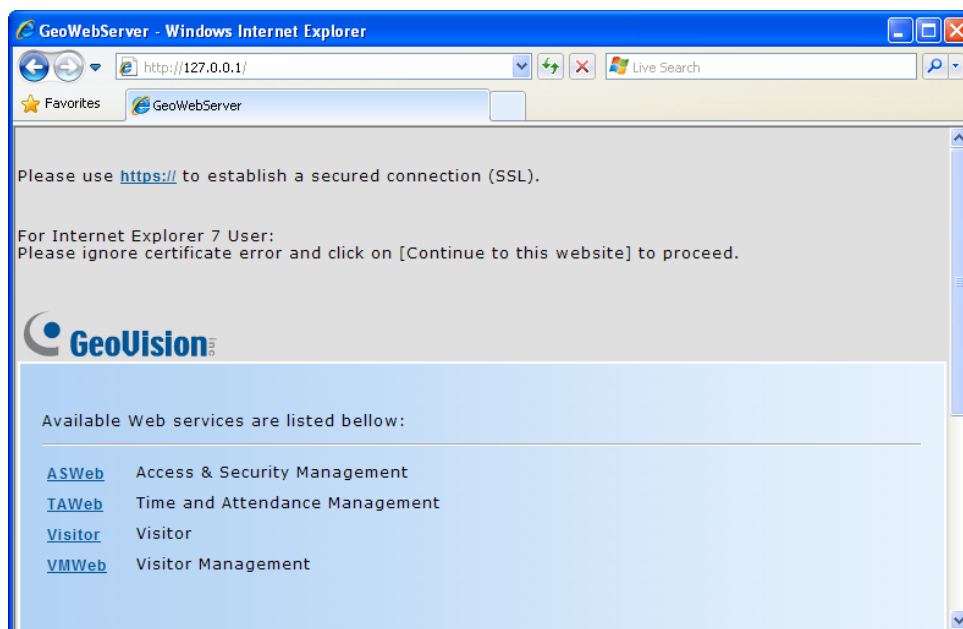 GeoWebServer - Windows Internet Explorer
http://127.0.0.1/
Live Search
Favorites
GeoWebServer
Please use https:// to establish a secured connection (SSL).
For Internet Explorer 7 User:
Please ignore certificate error and click on [Continue to this website] to proceed.
GeoVision inc
Available Web services are listed bellow:
ASWeb Access & Security Management
TAWeb Time and Attendance Management
Visitor Visitor
VMWeb Visitor Management